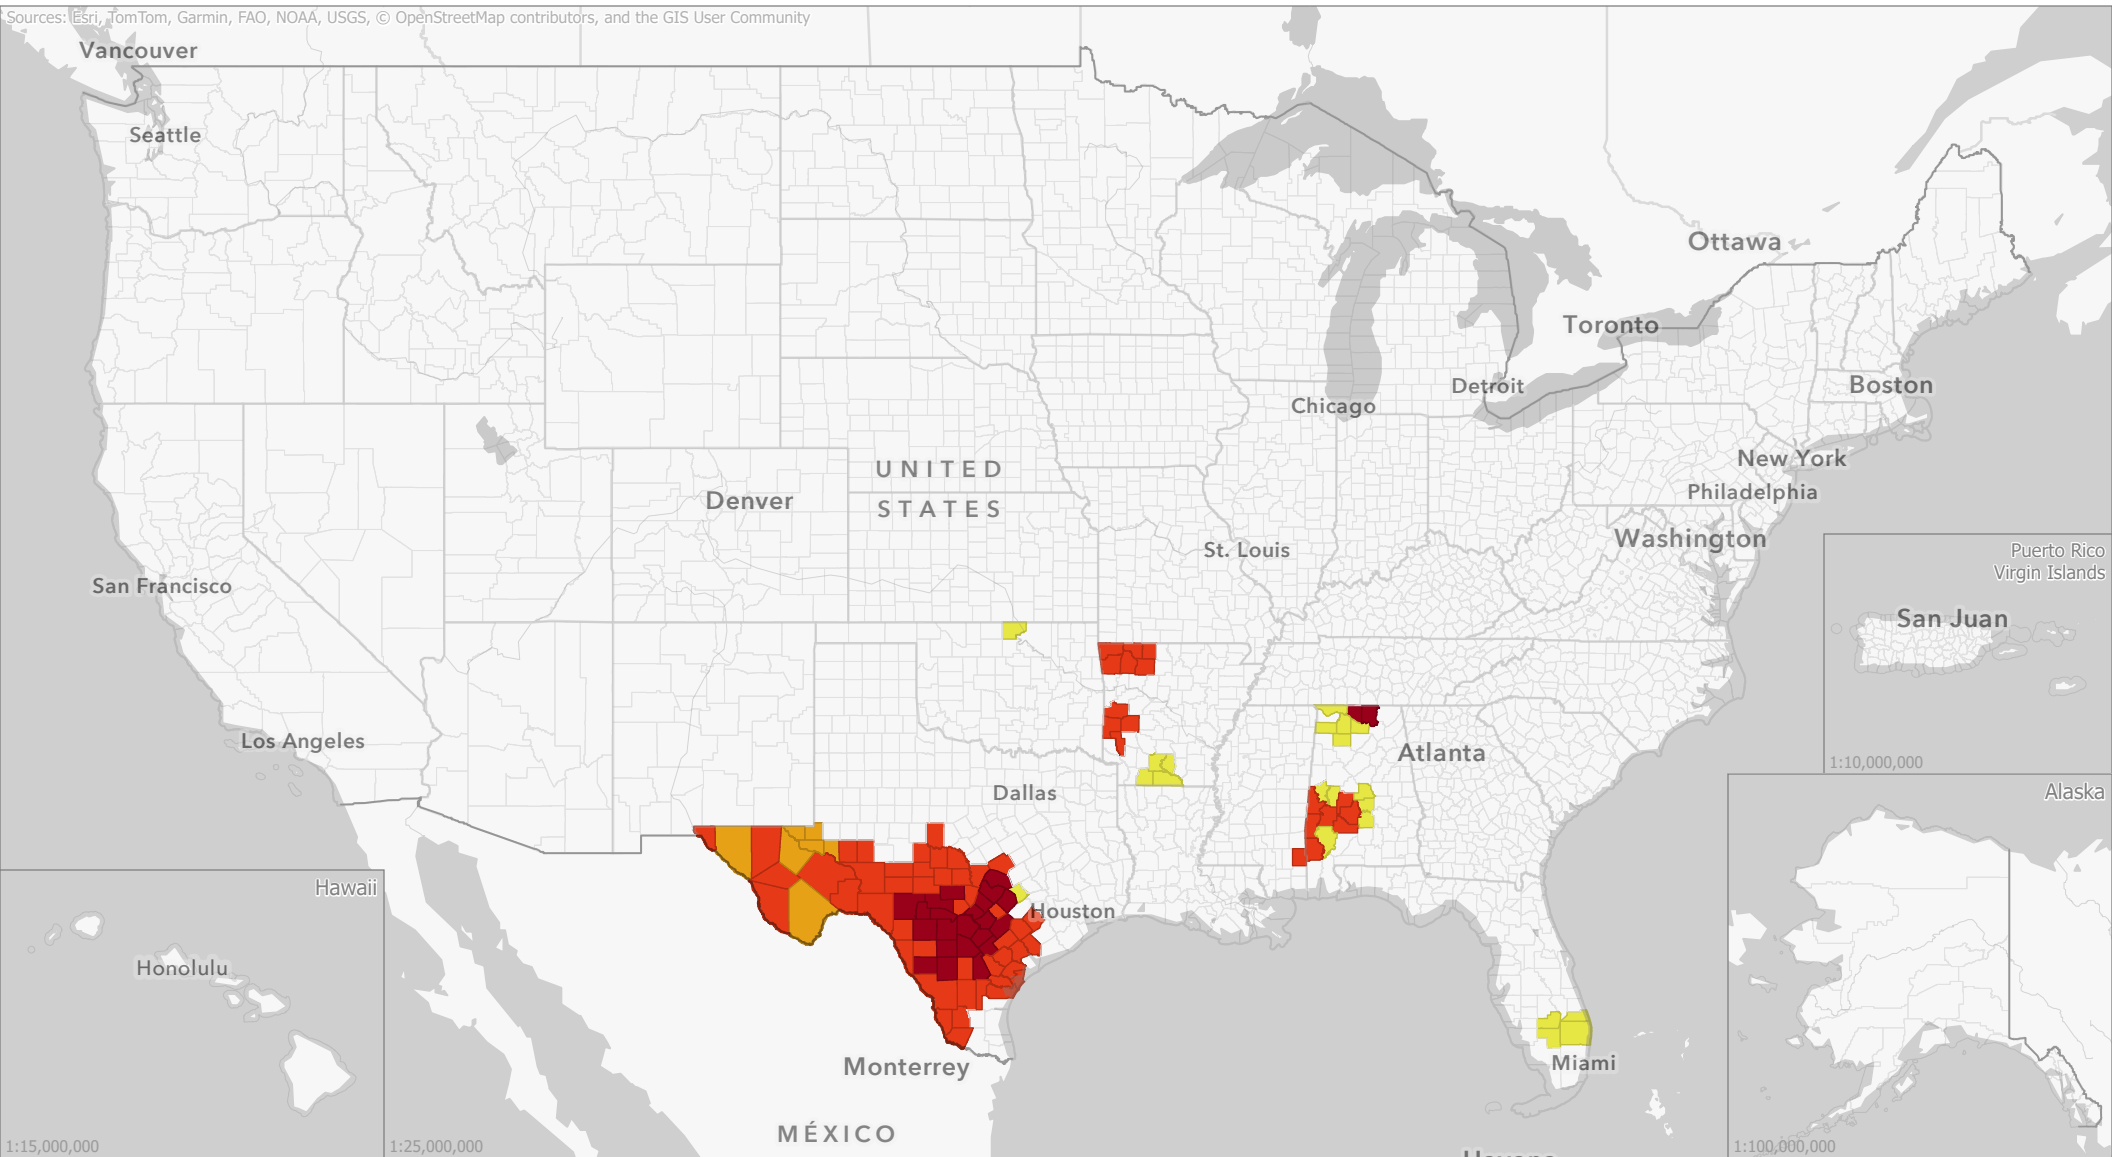 Sources: Esri, TomTom, Garmin, FAO, NOAA, USGS, © OpenStreetMap contributors, and the GIS User Community
Vancouver
Seattle
Ottawa
Toronto
Detroit
Boston
Chicago
New York
UNITED
Denver
Philadelphia
STATES
Washington
St. Louis
Puerto Rico
Virgin Islands
San Francisco
San Juan
Los Angeles
Atlanta
1:10,000,000
Dallas
Alaska
Hawaii
Houston
Honolulu
Miami
Monterrey
MÉXICO
1:15,000,000
1:25,000,000
1:100,000,000